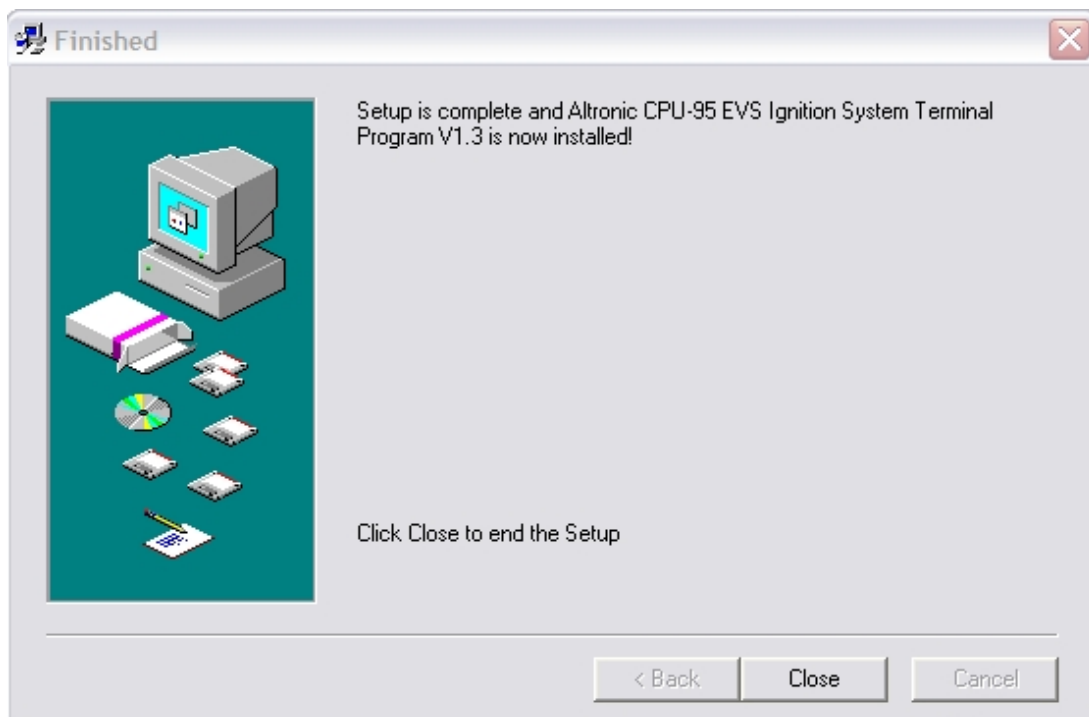 Finished
Setup is complete and Altronic CPU-95 EVS Ignition System Terminal
Program V1.3 is now installed!
Click Close to end the Setup
< Back
Close
Cancel